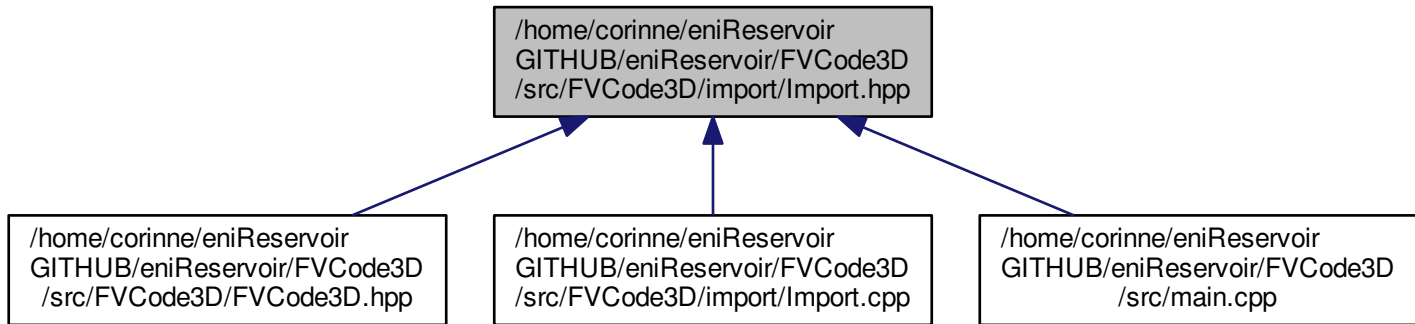 /home/corinne/eniReservoir
GITHUB/eniReservoir/FVCode3D
/src/FVCode3D/import/Import.hpp
/home/corinne/eniReservoir
GITHUB/eniReservoir/FVCode3D
/src/FVCode3D/FVCode3D.hpp
/home/corinne/eniReservoir
GITHUB/eniReservoir/FVCode3D
/src/FVCode3D/import/Import.cpp
/home/corinne/eniReservoir
GITHUB/eniReservoir/FVCode3D
/src/main.cpp